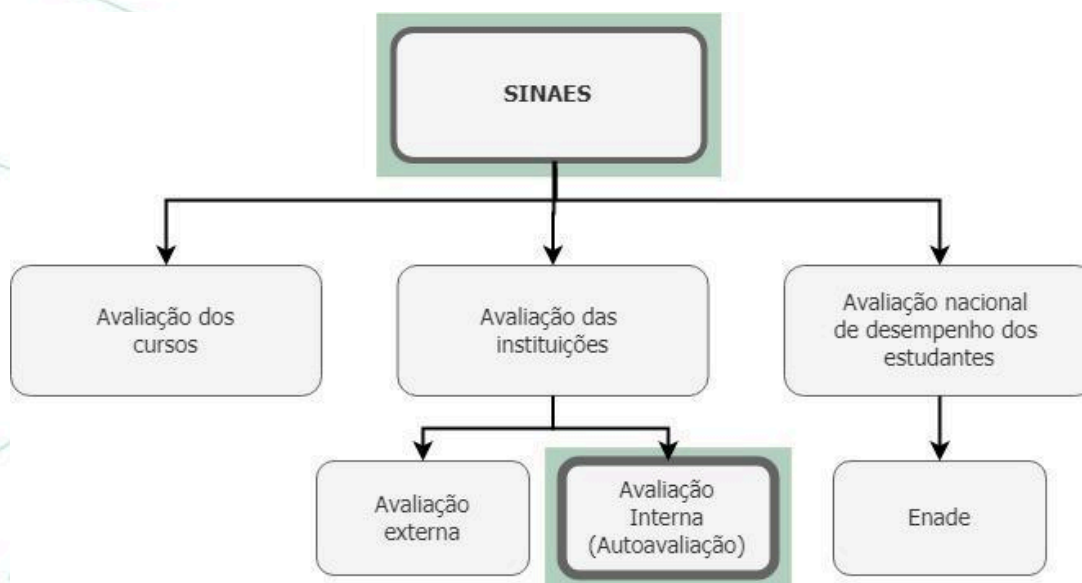 SINAES
Avaliação dos
cursos
Avaliação das
instituições
Avaliação nacional
de desempenho dos
estudantes
Avaliação
externa
Avaliação
Interna
(Autoavaliação)
Enade